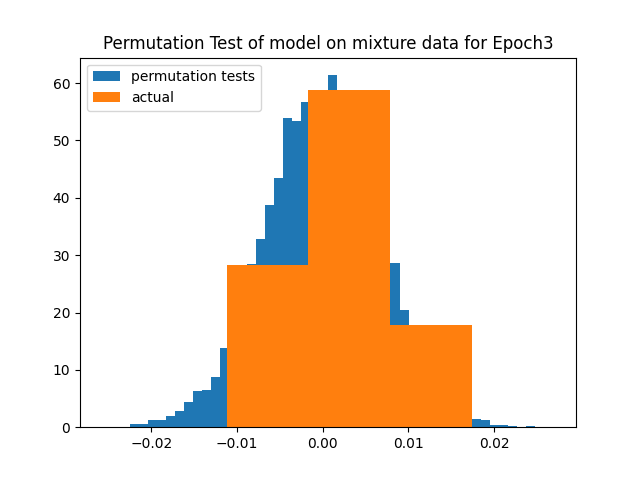 Permutation Test of model on mixture data for Epoch3
permutation tests
actual
60
50
40
30
20
10
0
−0.02 −0.01 0.00 0.01 0.02